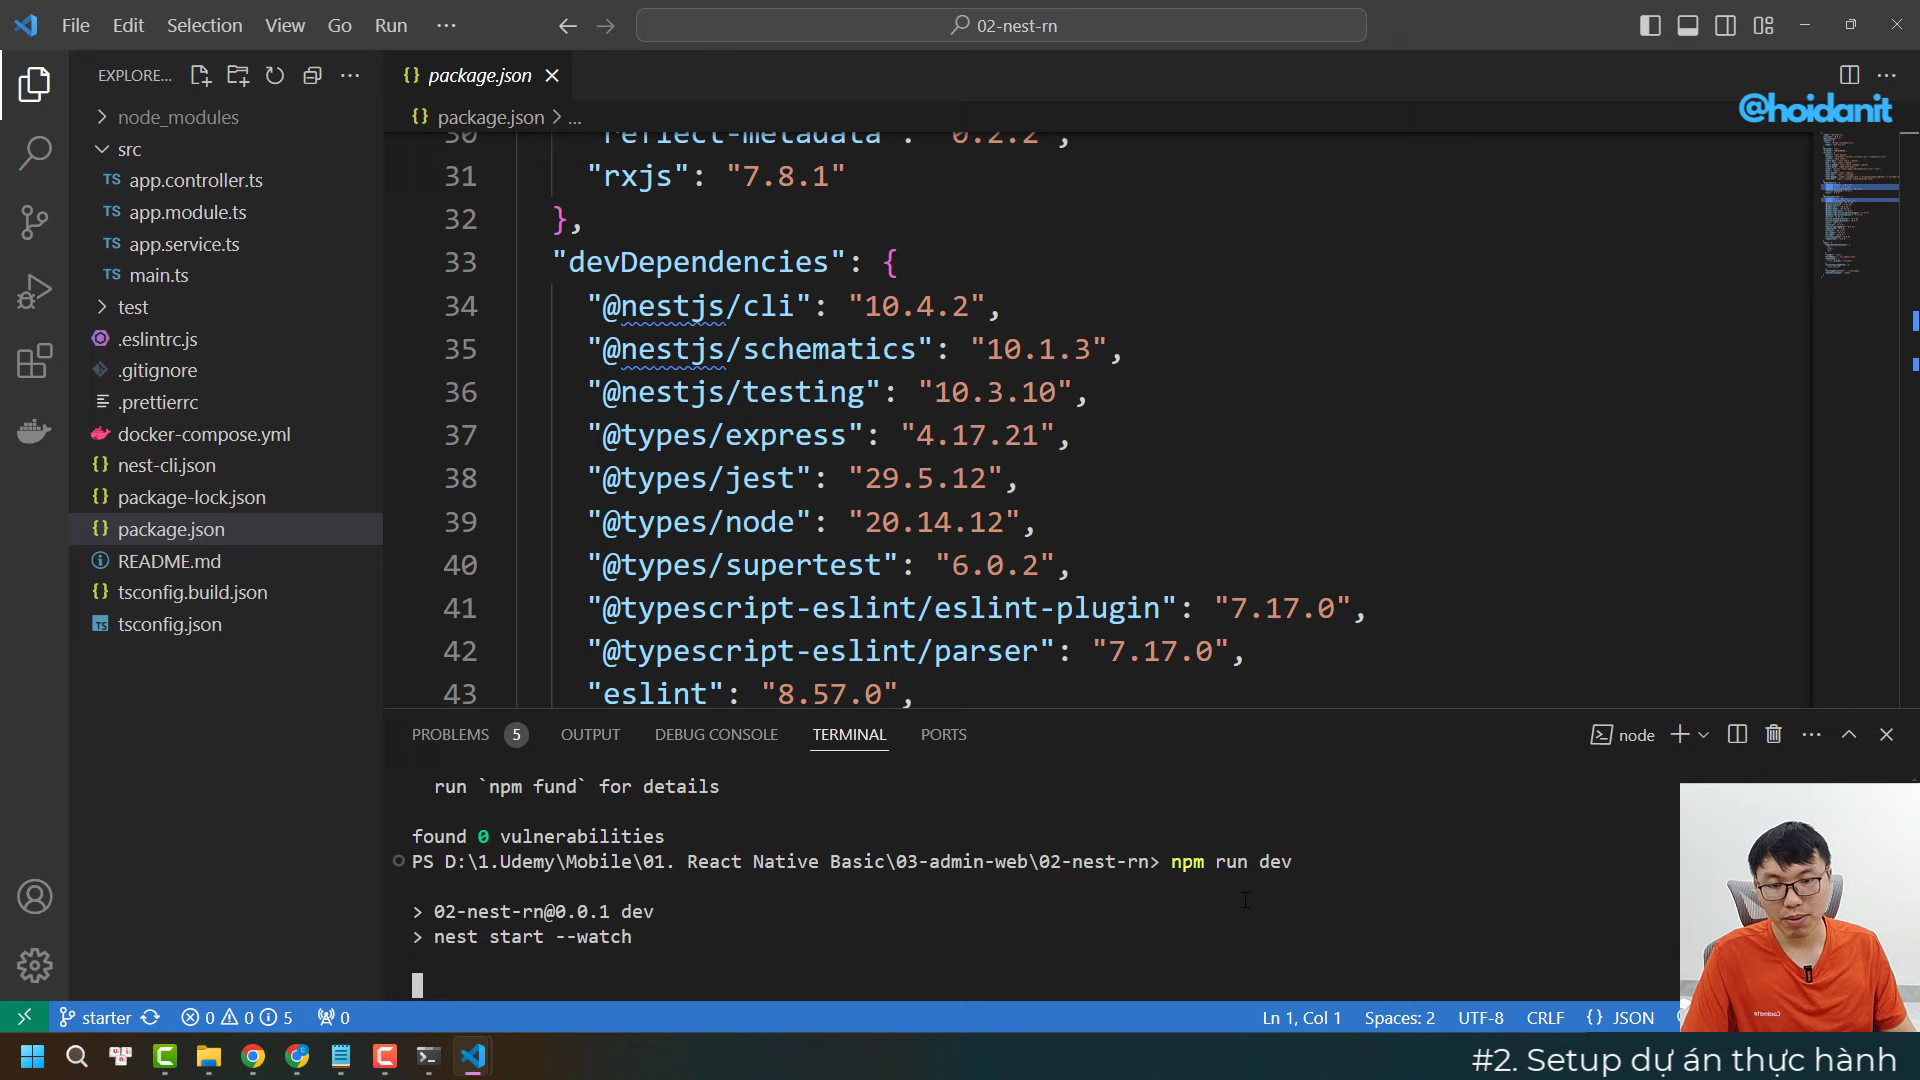 File Edit Selection View Go Run ··· 02-nest-rn
EXPLORE... ···
package.json
···
@hoidanit
package.json > ...
node_modules
src
TS app.controller.ts
TS app.module.ts
TS app.service.ts
TS main.ts
test
.eslintrc.js
.gitignore
.prettierrc
docker-compose.yml
{} nest-cli.json
{} package-lock.json
{} package.json
README.md
{} tsconfig.build.json
TS tsconfig.json
30 "reflect-metadata": "0.2.2",
31 "rxjs": "7.8.1"
32 },
33 "devDependencies": {
34 "@nestjs/cli": "10.4.2",
35 "@nestjs/schematics": "10.1.3",
36 "@nestjs/testing": "10.3.10",
37 "@types/express": "4.17.21",
38 "@types/jest": "29.5.12",
39 "@types/node": "20.14.12",
40 "@types/supertest": "6.0.2",
41 "@typescript-eslint/eslint-plugin": "7.17.0",
42 "@typescript-eslint/parser": "7.17.0",
43 "eslint": "8.57.0",
PROBLEMS 5 OUTPUT DEBUG CONSOLE TERMINAL PORTS node
run `npm fund` for details
found 0 vulnerabilities
PS D:\1.Udemy\Mobile\01. React Native Basic\03-admin-web\02-nest-rn> npm run dev
> 02-nest-rn@0.0.1 dev
> nest start --watch
starter 0 0 5 0 Ln 1, Col 1 Spaces: 2 UTF-8 CRLF {} JSON
#2. Setup dự án thực hành